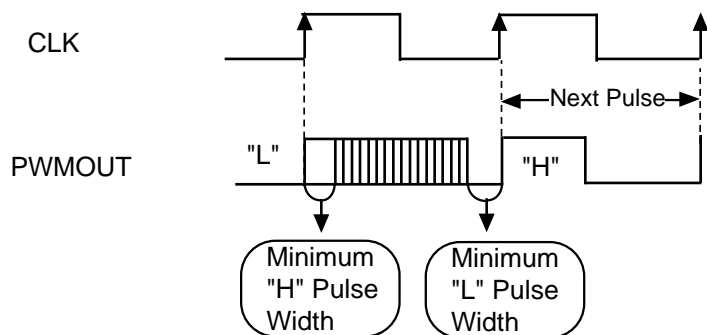 CLK
Next Pulse
PWMOUT
"L"
"H"
Minimum
"H" Pulse
Width
Minimum
"L" Pulse
Width